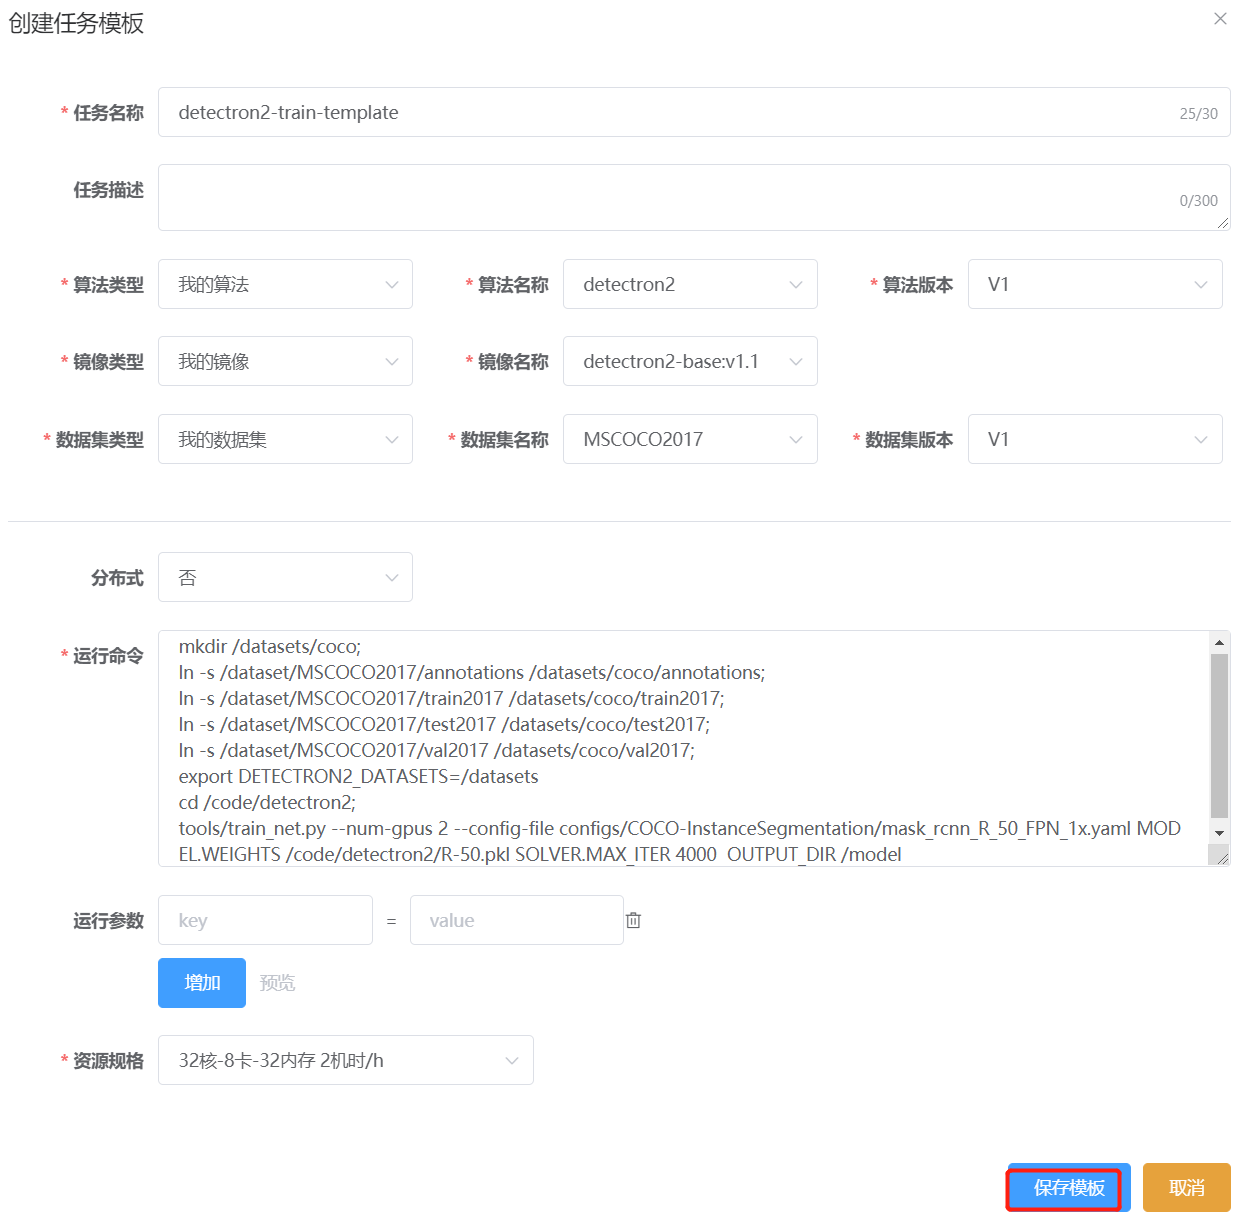 创建任务模板
* 任务名称 detectron2-train-template 25/30
任务描述 0/300
* 算法类型 我的算法 * 算法名称 detectron2 * 算法版本 V1
* 镜像类型 我的镜像 * 镜像名称 detectron2-base:v1.1
* 数据集类型 我的数据集 * 数据集名称 MSCOCO2017 * 数据集版本 V1
分布式 否
* 运行命令 mkdir /datasets/coco;
ln -s /dataset/MSCOCO2017/annotations /datasets/coco/annotations;
ln -s /dataset/MSCOCO2017/train2017 /datasets/coco/train2017;
ln -s /dataset/MSCOCO2017/test2017 /datasets/coco/test2017;
ln -s /dataset/MSCOCO2017/val2017 /datasets/coco/val2017;
export DETECTRON2_DATASETS=/datasets
cd /code/detectron2;
tools/train_net.py --num-gpus 2 --config-file configs/COCO-InstanceSegmentation/mask_rcnn_R_50_FPN_1x.yaml MOD
EL.WEIGHTS /code/detectron2/R-50.pkl SOLVER.MAX_ITER 4000  OUTPUT_DIR /model
运行参数 key = value
增加 预览
* 资源规格 32核-8卡-32内存 2机时/h
保存模板 取消